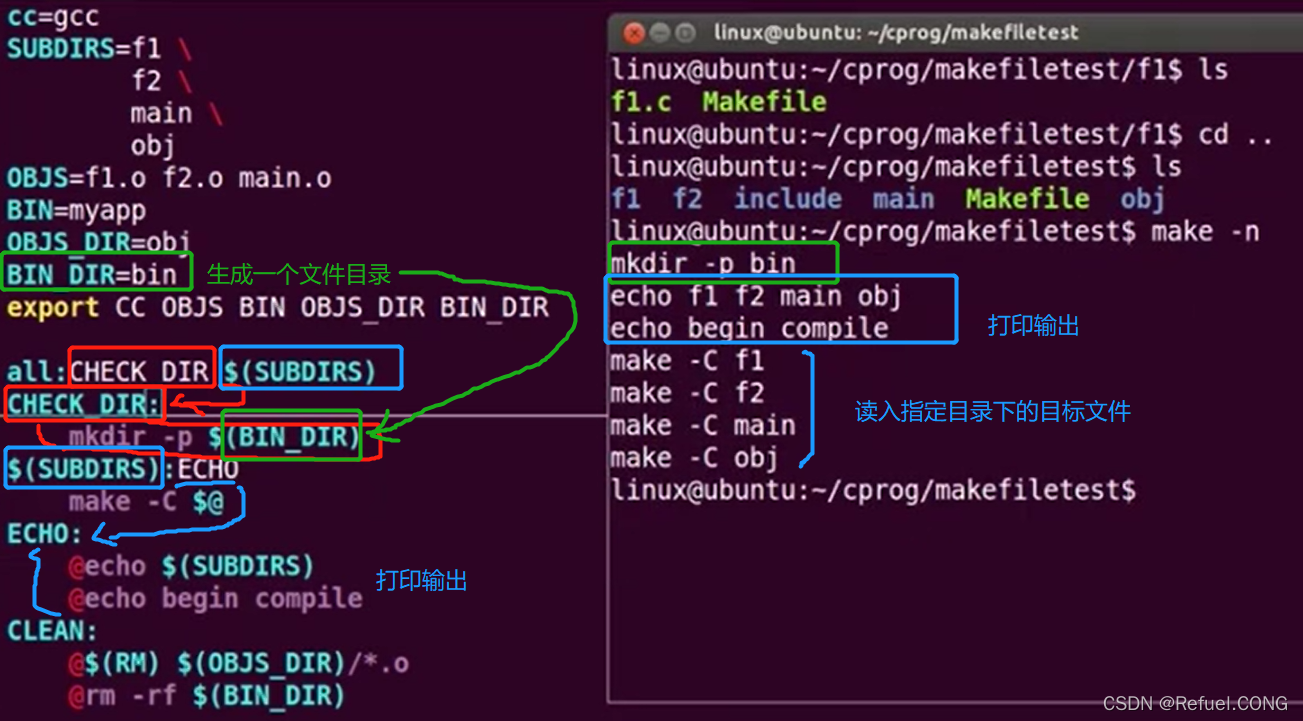 cc=gcc
SUBDIRS=f1 \
f2 \
main \
obj
OBJS=f1.o f2.o main.o
BIN=myapp
OBJS_DIR=obj
BIN_DIR=bin
生成一个文件目录
export CC OBJS BIN OBJS_DIR BIN_DIR
all:CHECK_DIR $(SUBDIRS)
CHECK_DIR:
mkdir -p $(BIN_DIR)
$(SUBDIRS):ECHO
make -C $@
ECHO:
@echo $(SUBDIRS)
@echo begin compile
打印输出
CLEAN:
@$(RM) $(OBJS_DIR)/*.o
@rm -rf $(BIN_DIR)
linux@ubuntu: ~/cprog/makefiletest
linux@ubuntu:~/cprog/makefiletest/f1$ ls
f1.c Makefile
linux@ubuntu:~/cprog/makefiletest/f1$ cd ..
linux@ubuntu:~/cprog/makefiletest$ ls
f1 f2 include main Makefile obj
linux@ubuntu:~/cprog/makefiletest$ make -n
mkdir -p bin
echo f1 f2 main obj
echo begin compile
打印输出
make -C f1
make -C f2
make -C main
make -C obj
读入指定目录下的目标文件
linux@ubuntu:~/cprog/makefiletest$
CSDN @Refuel.CONG